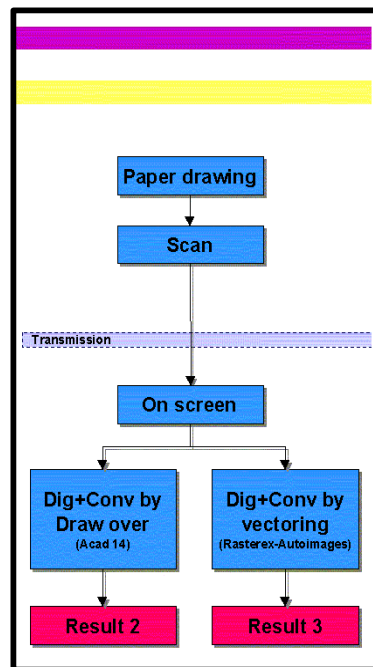 Paper drawing
Scan
Transmission
On screen
Dig+Conv by
Draw over
(Acad 14)
Dig+Conv by
vectoring
(Rasterex-Autoimages)
Result 2
Result 3